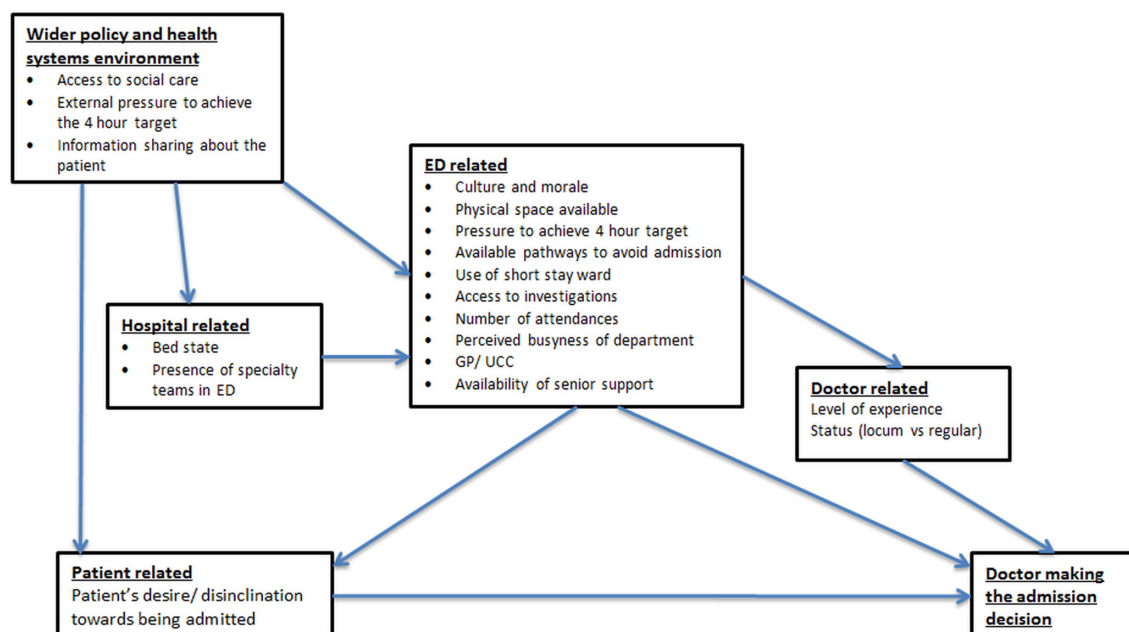 Wider policy and health
systems environment
• Access to social care
• External pressure to achieve
the 4 hour target
• Information sharing about the
patient
ED related
• Culture and morale
• Physical space available
• Pressure to achieve 4 hour target
• Available pathways to avoid admission
• Use of short stay ward
• Access to investigations
• Number of attendances
• Perceived busyness of department
• GP/ UCC
• Availability of senior support
Hospital related
• Bed state
• Presence of specialty
teams in ED
Doctor related
Level of experience
Status (locum vs regular)
Patient related
Patient's desire/ disinclination
towards being admitted
Doctor making
the admission
decision